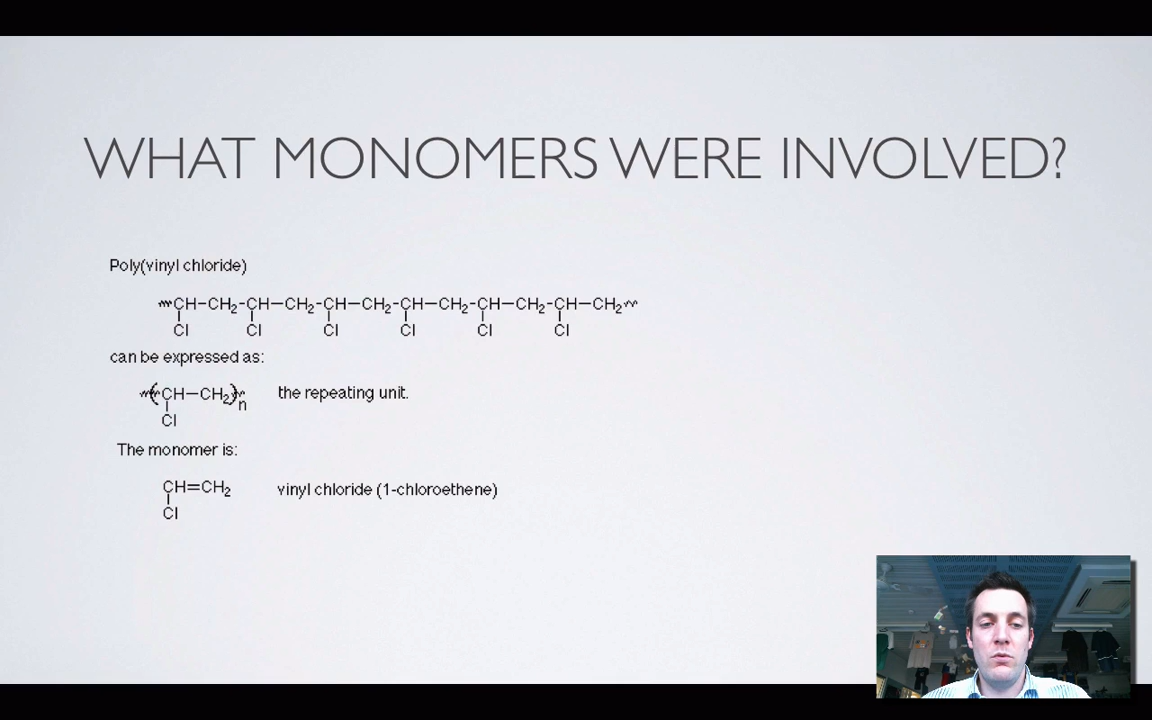 WHAT MONOMERS WERE INVOLVED?
Poly(vinyl chloride)
CH-CH2-CH-CH2-CH-CH2-CH-CH2-CH-CH2-CH-CH2
Cl Cl Cl Cl Cl Cl
can be expressed as:
(CH-CH2)n the repeating unit.
Cl
The monomer is:
CH=CH2 vinyl chloride (1-chloroethene)
Cl